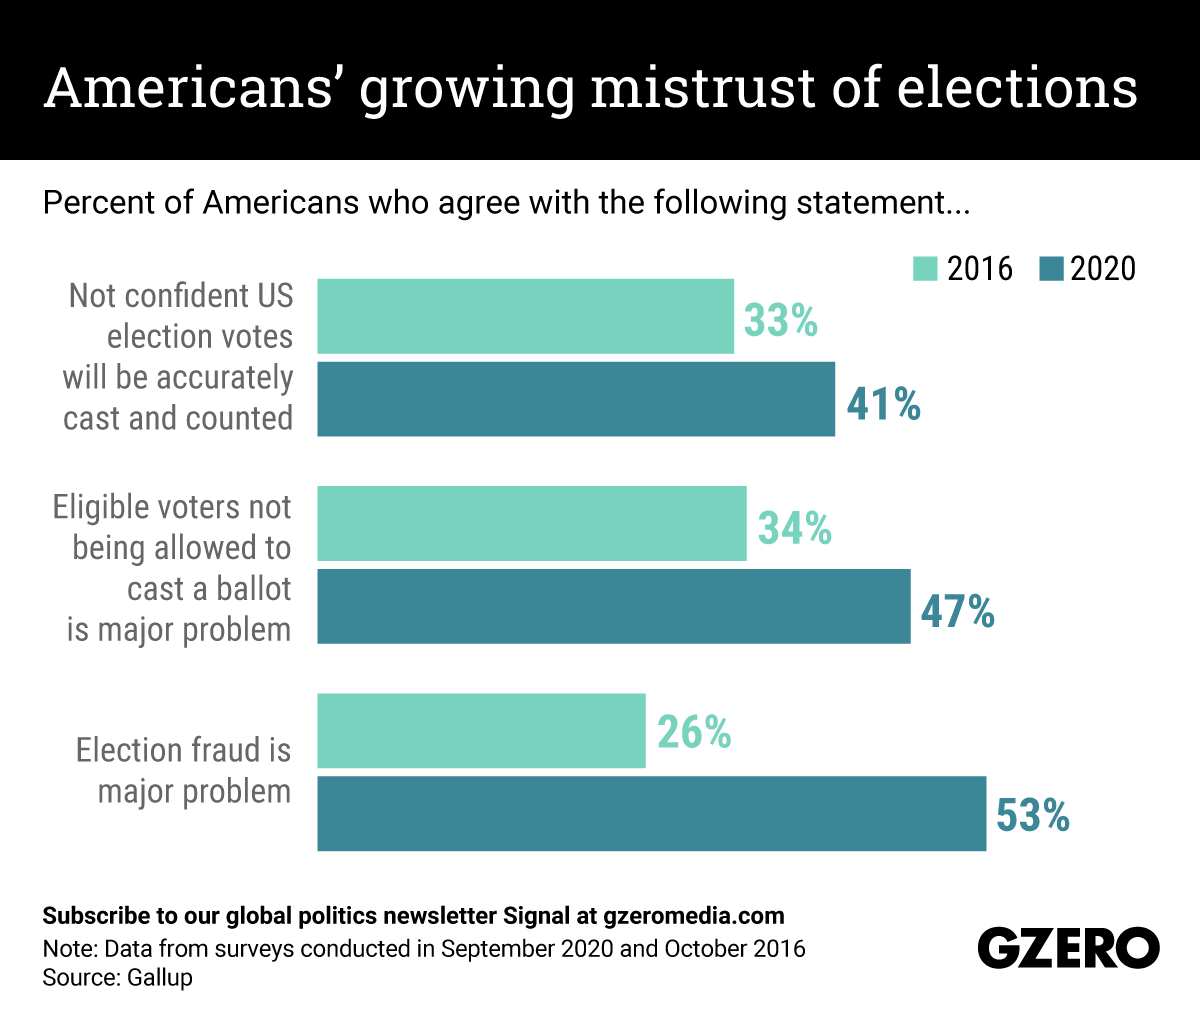 Americans’ growing mistrust of elections
Percent of Americans who agree with the following statement...
2016
2020
Not confident US
election votes
will be accurately
cast and counted
33%
41%
Eligible voters not
being allowed to
cast a ballot
is major problem
34%
47%
Election fraud is
major problem
26%
53%
Subscribe to our global politics newsletter Signal at gzeromedia.com
Note: Data from surveys conducted in September 2020 and October 2016
Source: Gallup
GZERO